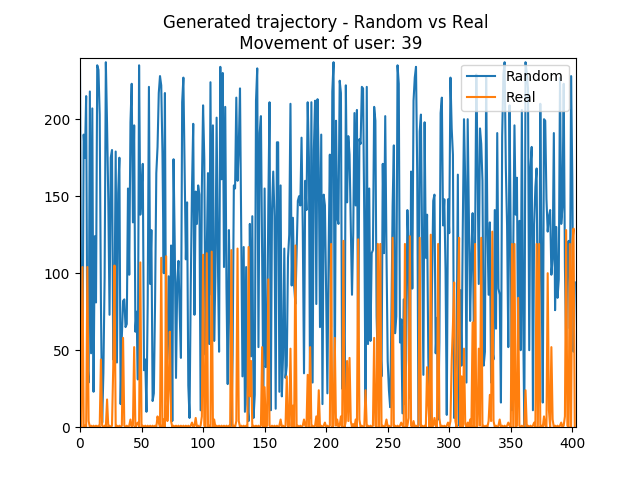 Generated trajectory - Random vs Real
Movement of user: 39
Random
Real
200
150
100
50
0
0 50 100 150 200 250 300 350 400